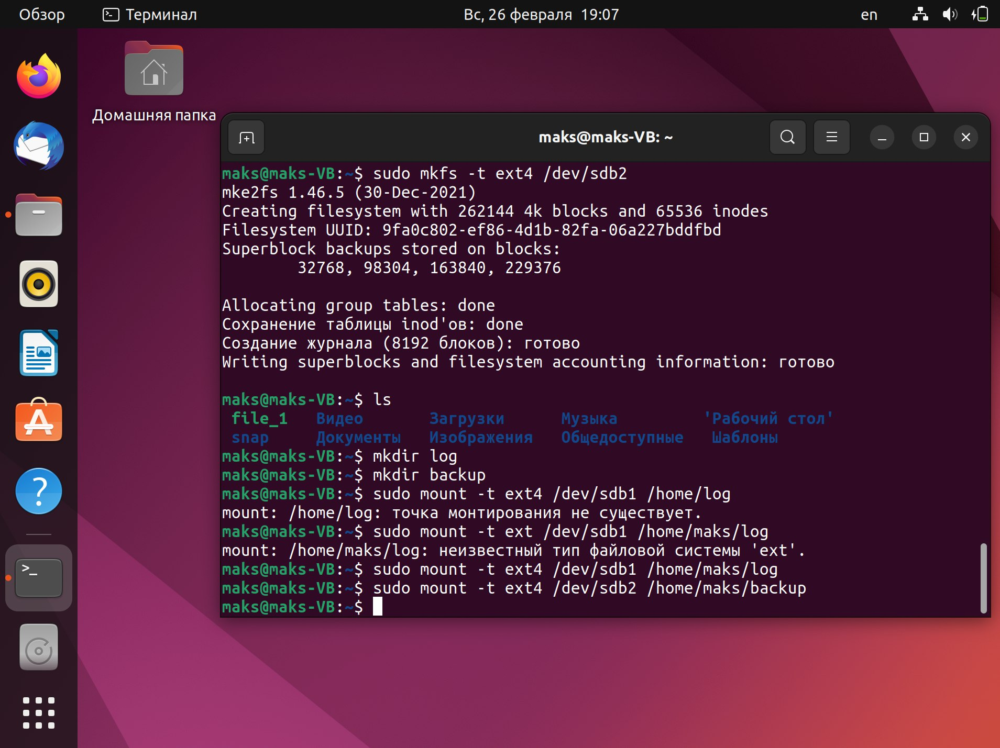 Обзор Терминал Вс, 26 февраля 19:07 en
Домашняя папка
maks@maks-VB: ~
maks@maks-VB:~$ sudo mkfs -t ext4 /dev/sdb2
mke2fs 1.46.5 (30-Dec-2021)
Creating filesystem with 262144 4k blocks and 65536 inodes
Filesystem UUID: 9fa0c802-ef86-4d1b-82fa-06a227bddfbd
Superblock backups stored on blocks:
        32768, 98304, 163840, 229376
Allocating group tables: done
Сохранение таблицы inod'ов: done
Создание журнала (8192 блоков): готово
Writing superblocks and filesystem accounting information: готово
maks@maks-VB:~$ ls
 file_1   Видео       Загрузки      Музыка         'Рабочий стол'
 snap     Документы   Изображения   Общедоступные   Шаблоны
maks@maks-VB:~$ mkdir log
maks@maks-VB:~$ mkdir backup
maks@maks-VB:~$ sudo mount -t ext4 /dev/sdb1 /home/log
mount: /home/log: точка монтирования не существует.
maks@maks-VB:~$ sudo mount -t ext /dev/sdb1 /home/maks/log
mount: /home/maks/log: неизвестный тип файловой системы 'ext'.
maks@maks-VB:~$ sudo mount -t ext4 /dev/sdb1 /home/maks/log
maks@maks-VB:~$ sudo mount -t ext4 /dev/sdb2 /home/maks/backup
maks@maks-VB:~$